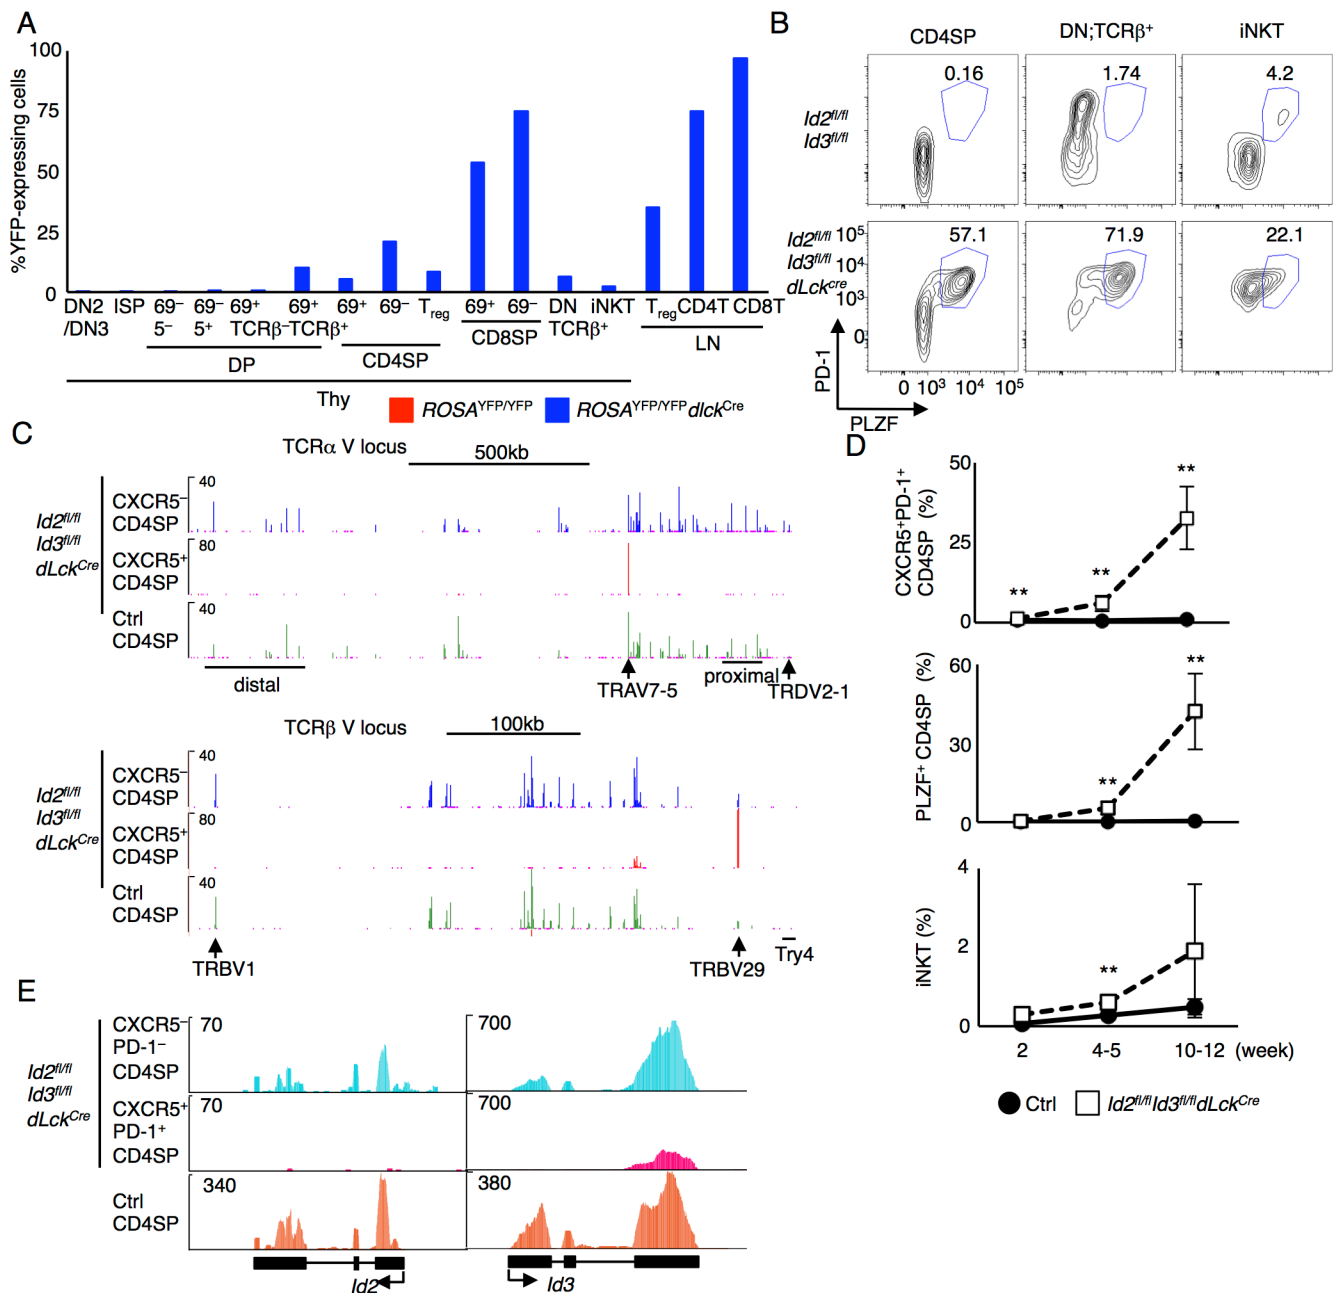 A
%YFP-expressing cells
100
75
50
25
0
DN2 ISP 69– 69– 69+ 69+ 69+ 69– Treg 69+ 69– DN iNKT Treg CD4T CD8T
/DN3 5– 5+ TCRβ– TCRβ+ CD8SP TCRβ+ LN
DP CD4SP
Thy
ROSAYFP/YFP ROSAYFP/YFPdlckCre
B
CD4SP DN;TCRβ+ iNKT
Id2fl/fl
Id3fl/fl
0.16 1.74 4.2
Id2fl/fl
Id3fl/fl
dLckcre
57.1 71.9 22.1
105
104
103
0
PD-1
0 103 104 105
PLZF
C
TCRα V locus 500kb
Id2fl/fl
Id3fl/fl
dLckCre
CXCR5–
CD4SP
40
CXCR5+
CD4SP
80
Ctrl
CD4SP
40
distal TRAV7-5 proximal TRDV2-1
TCRβ V locus 100kb
Id2fl/fl
Id3fl/fl
dLckCre
CXCR5–
CD4SP
40
CXCR5+
CD4SP
80
Ctrl
CD4SP
40
TRBV1 TRBV29 Try4
D
CXCR5+PD-1+
CD4SP (%)
50
25
0
** ** **
PLZF+ CD4SP (%)
60
30
0
** **
iNKT (%)
4
2
0
**
2 4-5 10-12 (week)
Ctrl Id2fl/flId3fl/fldLckCre
E
Id2fl/fl
Id3fl/fl
dLckCre
CXCR5–
PD-1–
CD4SP
70 700
CXCR5+
PD-1+
CD4SP
70 700
Ctrl
CD4SP
340 380
Id2 Id3